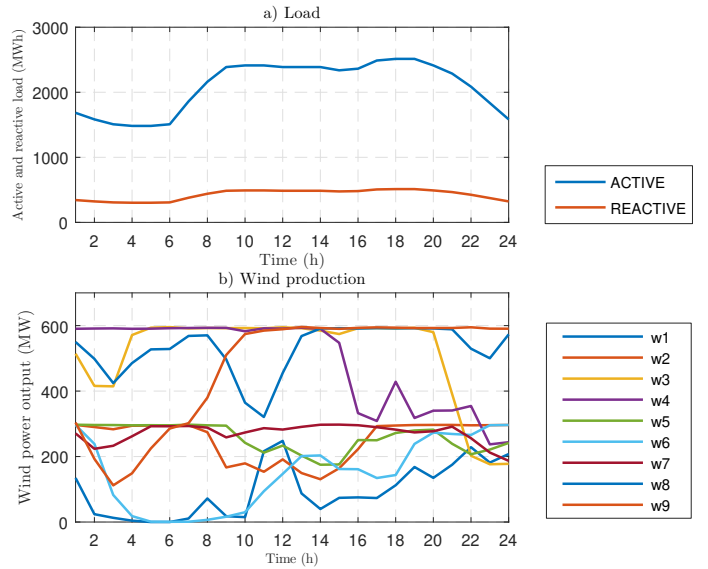 a) Load
Active and reactive load (MWh)
3000
2000
1000
0
2 4 6 8 10 12 14 16 18 20 22 24
Time (h)
ACTIVE
REACTIVE
b) Wind production
Wind power output (MW)
600
400
200
0
2 4 6 8 10 12 14 16 18 20 22 24
Time (h)
w1
w2
w3
w4
w5
w6
w7
w8
w9